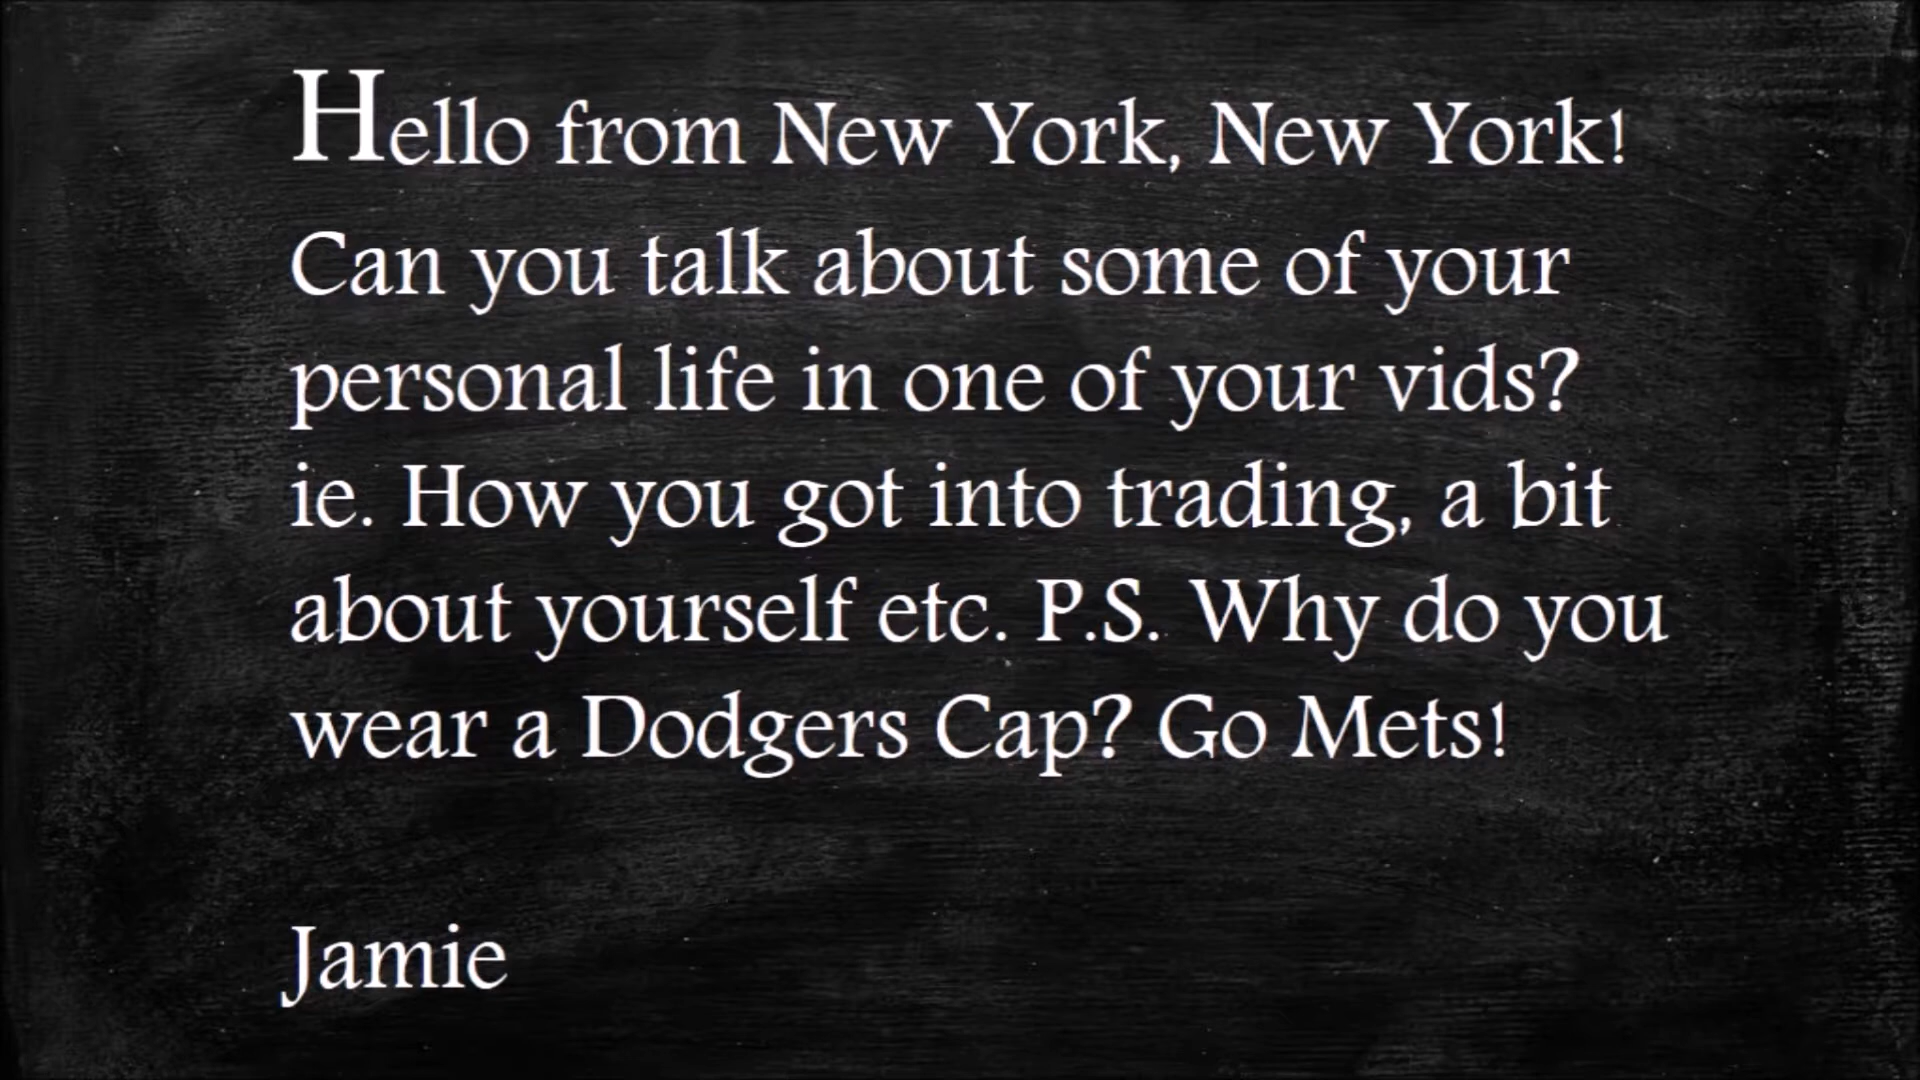 Hello from New York, New York!
Can you talk about some of your
personal life in one of your vids?
ie. How you got into trading, a bit
about yourself etc. P.S. Why do you
wear a Dodgers Cap? Go Mets!
Jamie